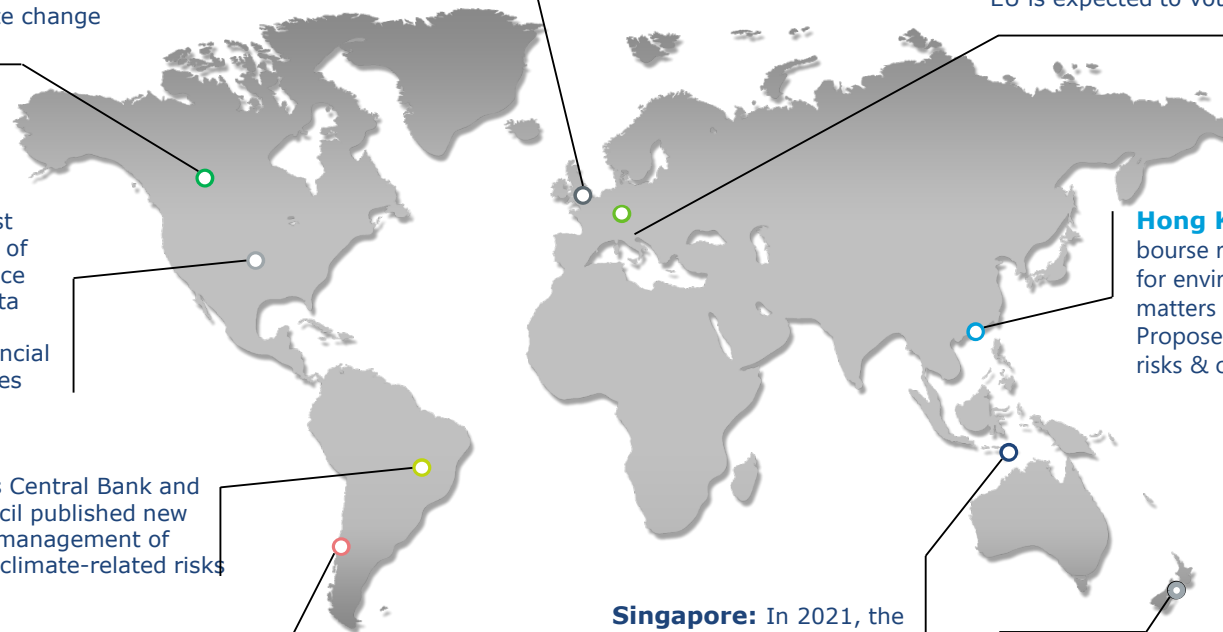 te change
EU is expected to vot
st
of
ce
ta
ncial
es
Hong K
bourse r
for envir
matters
Propose
risks & c
s Central Bank and
cil published new
management of
climate-related risks
Singapore: In 2021, the